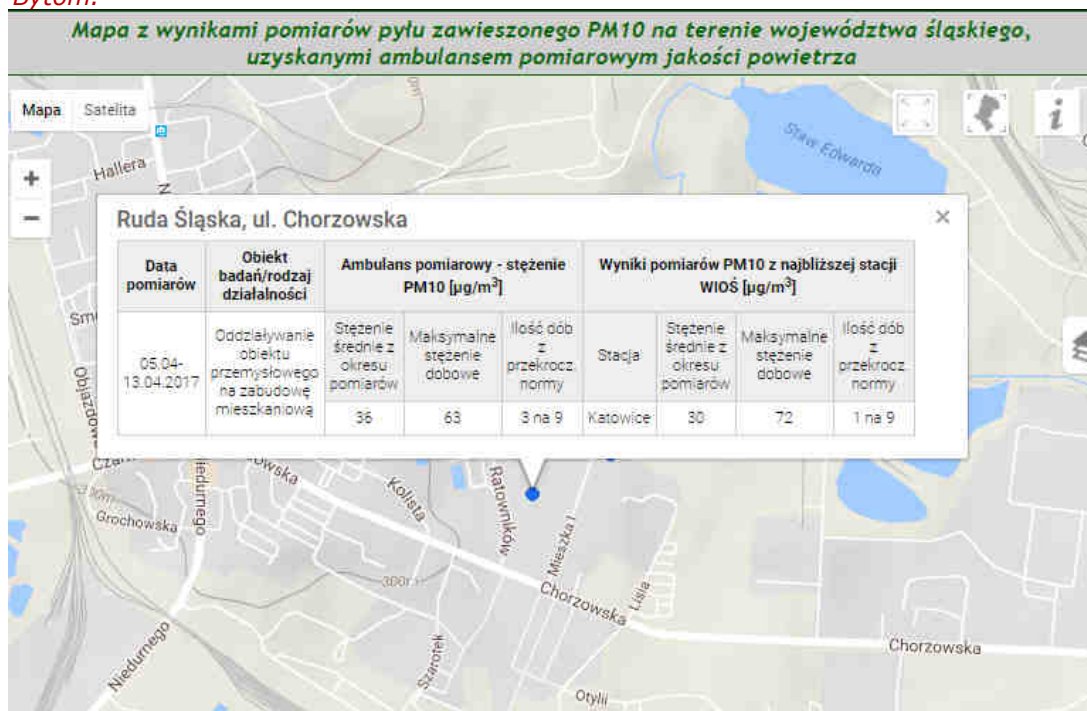 Bytom.
Mapa z wynikami pomiarów pyłu zawieszonego PM10 na terenie województwa śląskiego,
uzyskanymi ambulansem pomiarowym jakości powietrza
Mapa Satelita
Staw Edwarda
Hallera
N
Ruda Śląska, ul. Chorzowska
Data
pomiarów
Obiekt
badań/rodzaj
działalności
Ambulans pomiarowy - stężenie
PM10 [µg/m³]
Wyniki pomiarów PM10 z najbliższej stacji
WIOŚ [µg/m³]
05.04-
13.04.2017
Oddziaływanie
obiektu
przemysłowego
na zabudowę
mieszkaniową
Stężenie
średnie z
okresu
pomiarów
Maksymalne
stężenie
dobowe
Ilość dób
z
przekrocz.
normy
Stacja
Stężenie
średnie z
okresu
pomiarów
Maksymalne
stężenie
dobowe
Ilość dób
z
przekrocz.
normy
36
63
3 na 9
Katowice
30
72
1 na 9
Grochowska
Niedurnego
Kolista
Ratowników
Mieszka I
300m
Chorzowska
Lisia
Chorzowska
Niedurnego
Szarotek
Otylii